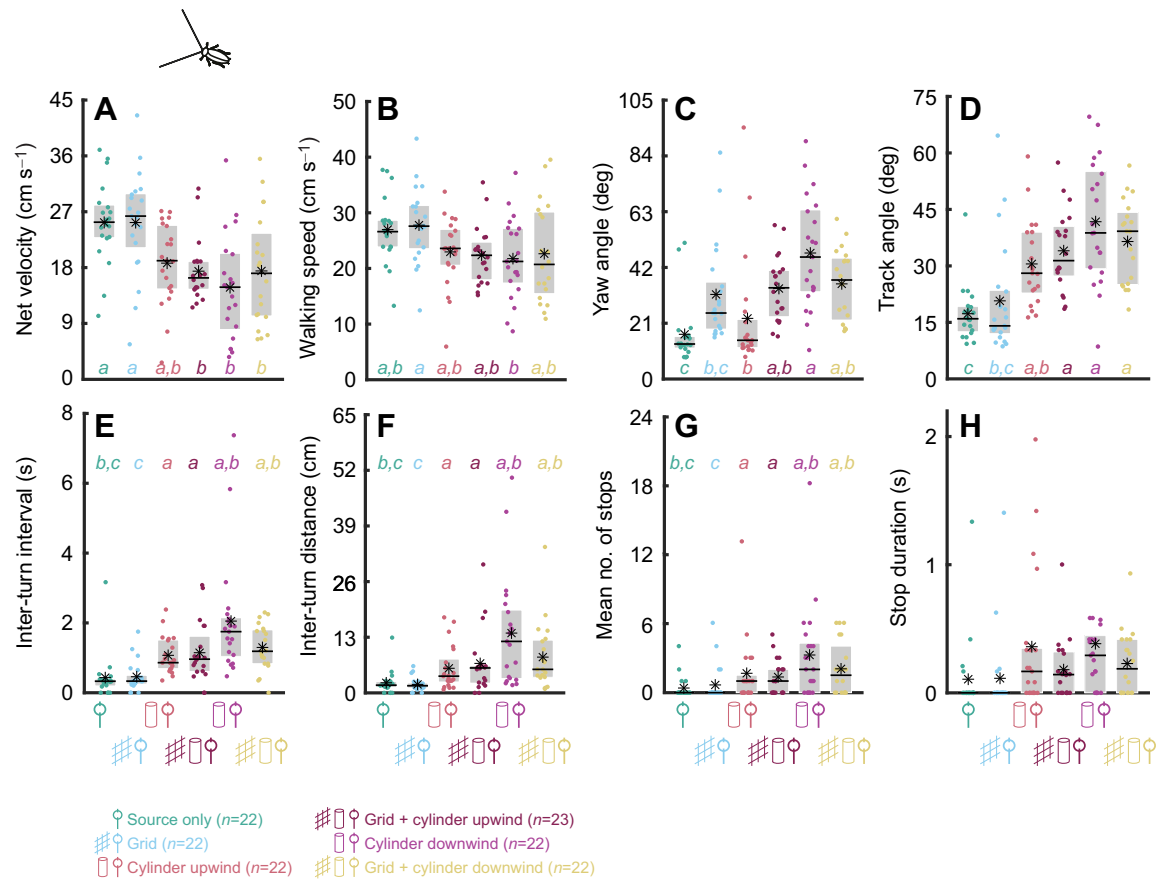 A
B
C
D
Net velocity (cm s−1)
45
36
27
18
9
0
a a a,b b b b
Walking speed (cm s−1)
50
40
30
20
10
0
a,b a a,b a,b b a,b
Yaw angle (deg)
105
84
63
42
21
0
c b,c b a,b a a,b
Track angle (deg)
75
60
45
30
15
0
c b,c a,b a a a
E
F
G
H
Inter-turn interval (s)
8
6
4
2
0
b,c c a a a,b a,b
Inter-turn distance (cm)
65
52
39
26
13
0
b,c c a a a,b a,b
Mean no. of stops
24
18
12
6
0
b,c c a a a,b a,b
Stop duration (s)
2
1
0
Source only (n=22)
Grid (n=22)
Cylinder upwind (n=22)
Grid + cylinder upwind (n=23)
Cylinder downwind (n=22)
Grid + cylinder downwind (n=22)